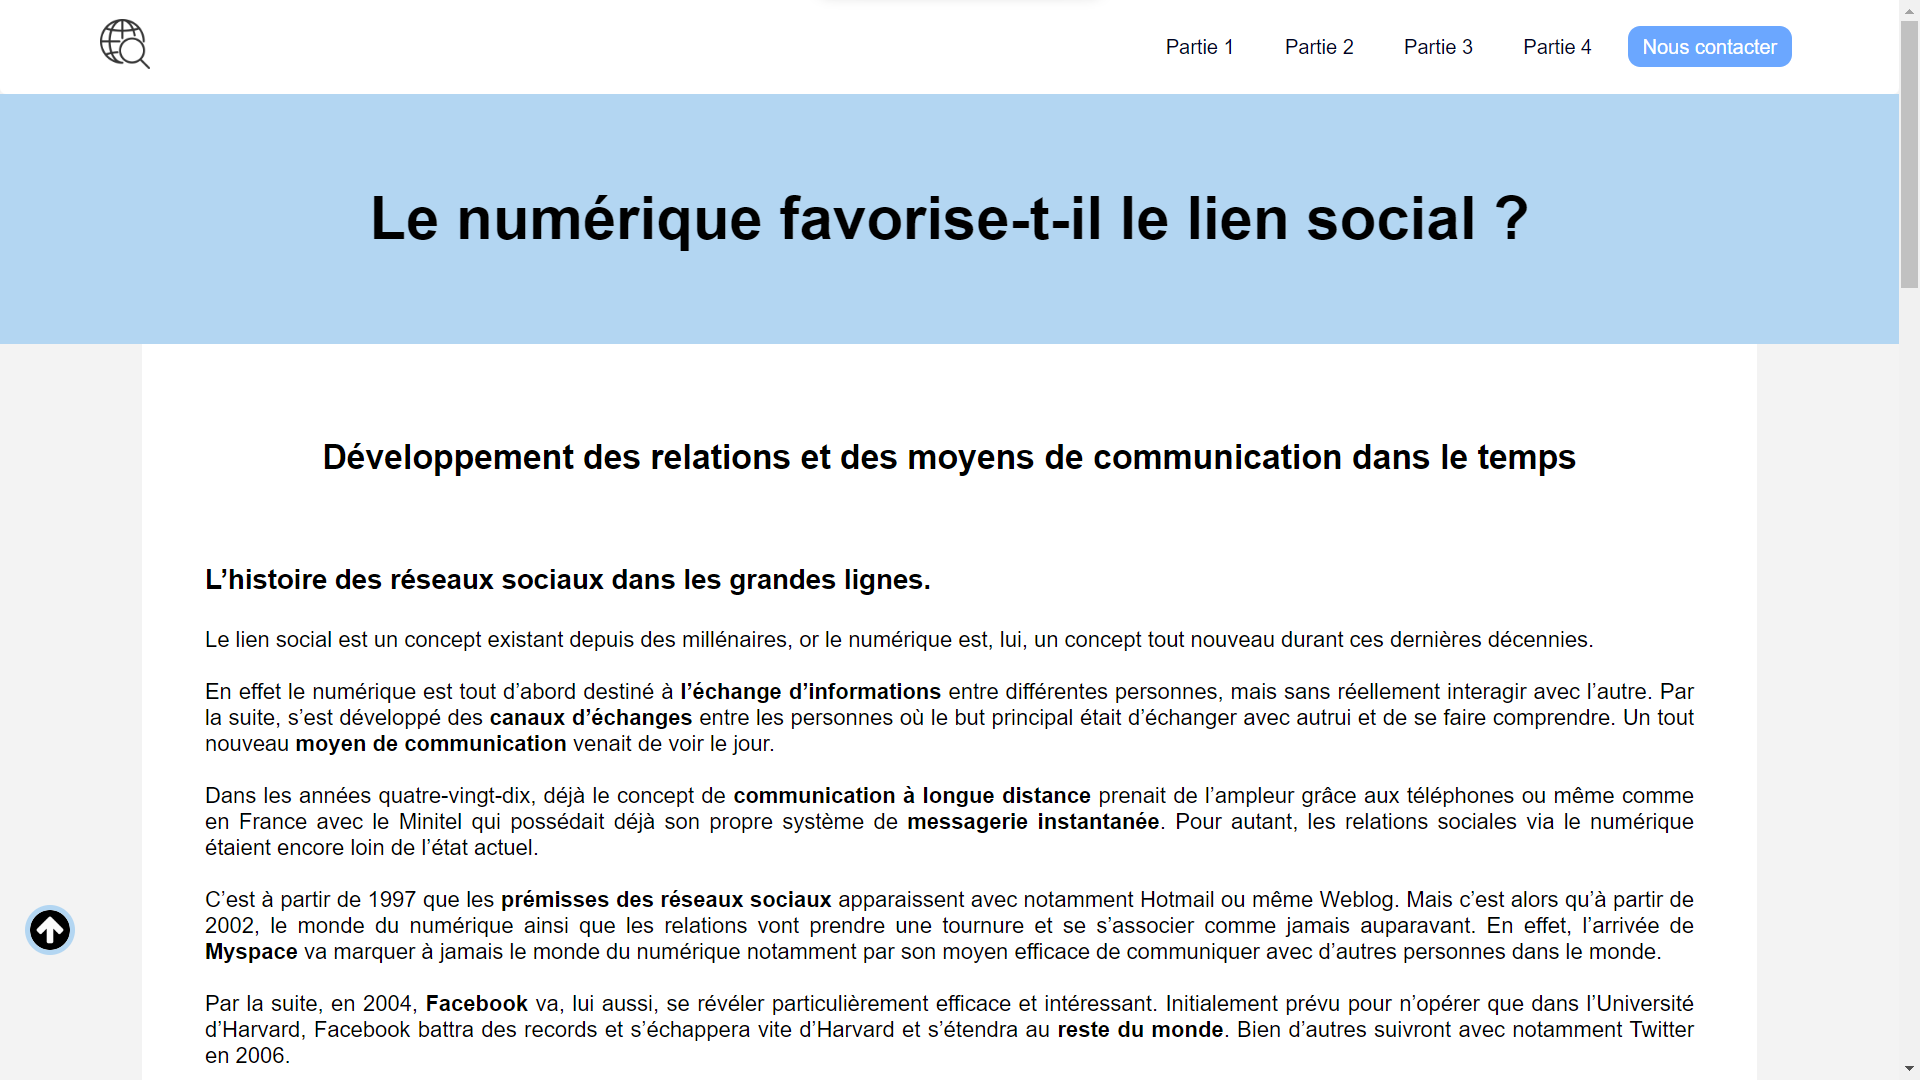 Partie 1 Partie 2 Partie 3 Partie 4 Nous contacter
Le numérique favorise-t-il le lien social ?
Développement des relations et des moyens de communication dans le temps
L’histoire des réseaux sociaux dans les grandes lignes.
Le lien social est un concept existant depuis des millénaires, or le numérique est, lui, un concept tout nouveau durant ces dernières décennies.
En effet le numérique est tout d’abord destiné à l’échange d’informations entre différentes personnes, mais sans réellement interagir avec l’autre. Par
la suite, s’est développé des canaux d’échanges entre les personnes où le but principal était d’échanger avec autrui et de se faire comprendre. Un tout
nouveau moyen de communication venait de voir le jour.
Dans les années quatre-vingt-dix, déjà le concept de communication à longue distance prenait de l’ampleur grâce aux téléphones ou même comme
en France avec le Minitel qui possédait déjà son propre système de messagerie instantanée. Pour autant, les relations sociales via le numérique
étaient encore loin de l’état actuel.
C’est à partir de 1997 que les prémisses des réseaux sociaux apparaissent avec notamment Hotmail ou même Weblog. Mais c’est alors qu’à partir de
2002, le monde du numérique ainsi que les relations vont prendre une tournure et se s’associer comme jamais auparavant. En effet, l’arrivée de
Myspace va marquer à jamais le monde du numérique notamment par son moyen efficace de communiquer avec d’autres personnes dans le monde.
Par la suite, en 2004, Facebook va, lui aussi, se révéler particulièrement efficace et intéressant. Initialement prévu pour n’opérer que dans l’Université
d’Harvard, Facebook battra des records et s’échappera vite d’Harvard et s’étendra au reste du monde. Bien d’autres suivront avec notamment Twitter
en 2006.